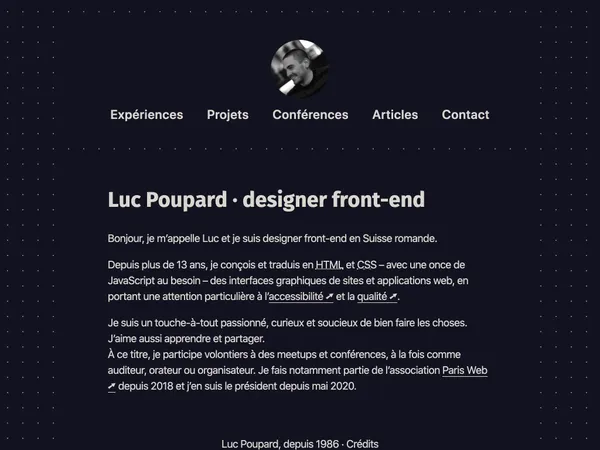 Expériences Projets Conférences Articles Contact
Luc Poupard · designer front-end
Bonjour, je m’appelle Luc et je suis designer front-end en Suisse romande.
Depuis plus de 13 ans, je conçois et traduis en HTML et CSS – avec une once de
JavaScript au besoin – des interfaces graphiques de sites et applications web, en
portant une attention particulière à l’accessibilité et la qualité.
Je suis un touche-à-tout passionné, curieux et soucieux de bien faire les choses.
J’aime aussi apprendre et partager.
À ce titre, je participe volontiers à des meetups et conférences, à la fois comme
auditeur, orateur ou organisateur. Je fais notamment partie de l’association Paris Web
depuis 2018 et j’en suis le président depuis mai 2020.
Luc Poupard, depuis 1986 · Crédits